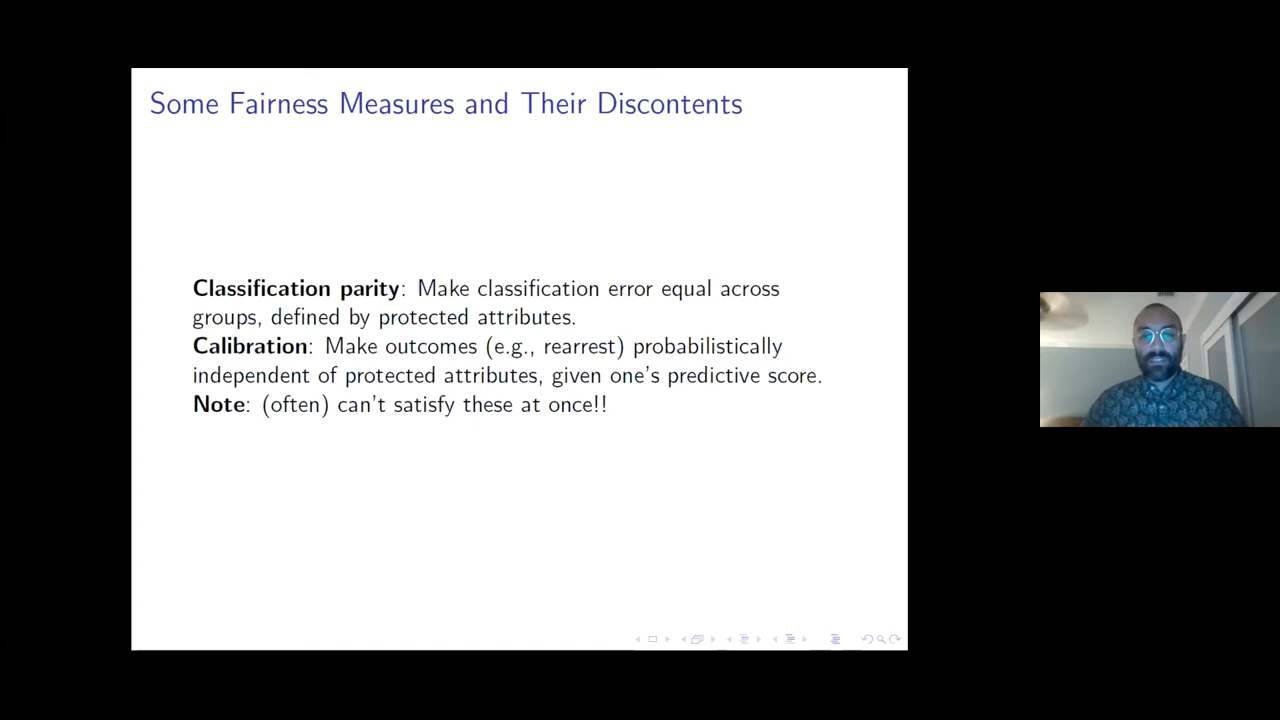 Some Fairness Measures and Their Discontents
Classification parity: Make classification error equal across
groups, defined by protected attributes.
Calibration: Make outcomes (e.g., rearrest) probabilistically
independent of protected attributes, given one's predictive score.
Note: (often) can't satisfy these at once!!